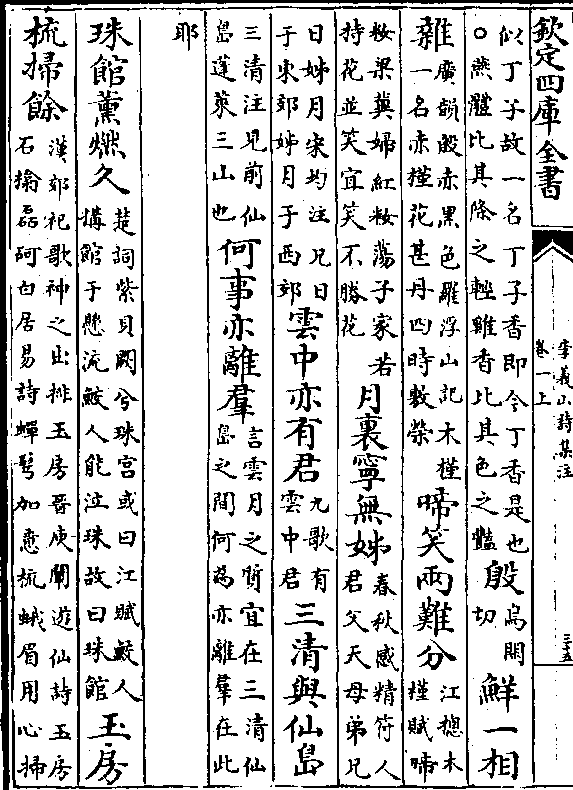 欽定四庫全書
李義山詩集注
卷一上
三十五
似丁子故一名丁子香即今丁香是也
○燕體比其條之輕雞香比其色之豔殷烏閑
切鮮一相
雜廣韻殷赤黑色羅浮山記木槿
一名赤槿花甚丹四時敷榮啼笑兩難分江總木
槿賦啼
粧梁冀婦紅粧蕩子家若
持花並笑宜笑不勝花月裏寧無姊春秋感精符人
君父天母弟兄
日姊月宋均注兄日
于東郊姊月于西郊雲中亦有君九歌有
雲中君三清與仙島
三清注見前仙
島蓬萊三山也何事亦離羣言雲月之質宜在三清仙
島之間何為亦離羣在此
耶
珠館薰燃久楚詞紫貝闕兮珠宮或曰江賦鮫人
構館于懸流鮫人能泣珠故曰珠館玉房
梳掃餘漢郊祀歌神之出排玉房晉庾闡遊仙詩玉房
石榆磊砢白居易詩蟬鬢加意梳蛾眉用心掃